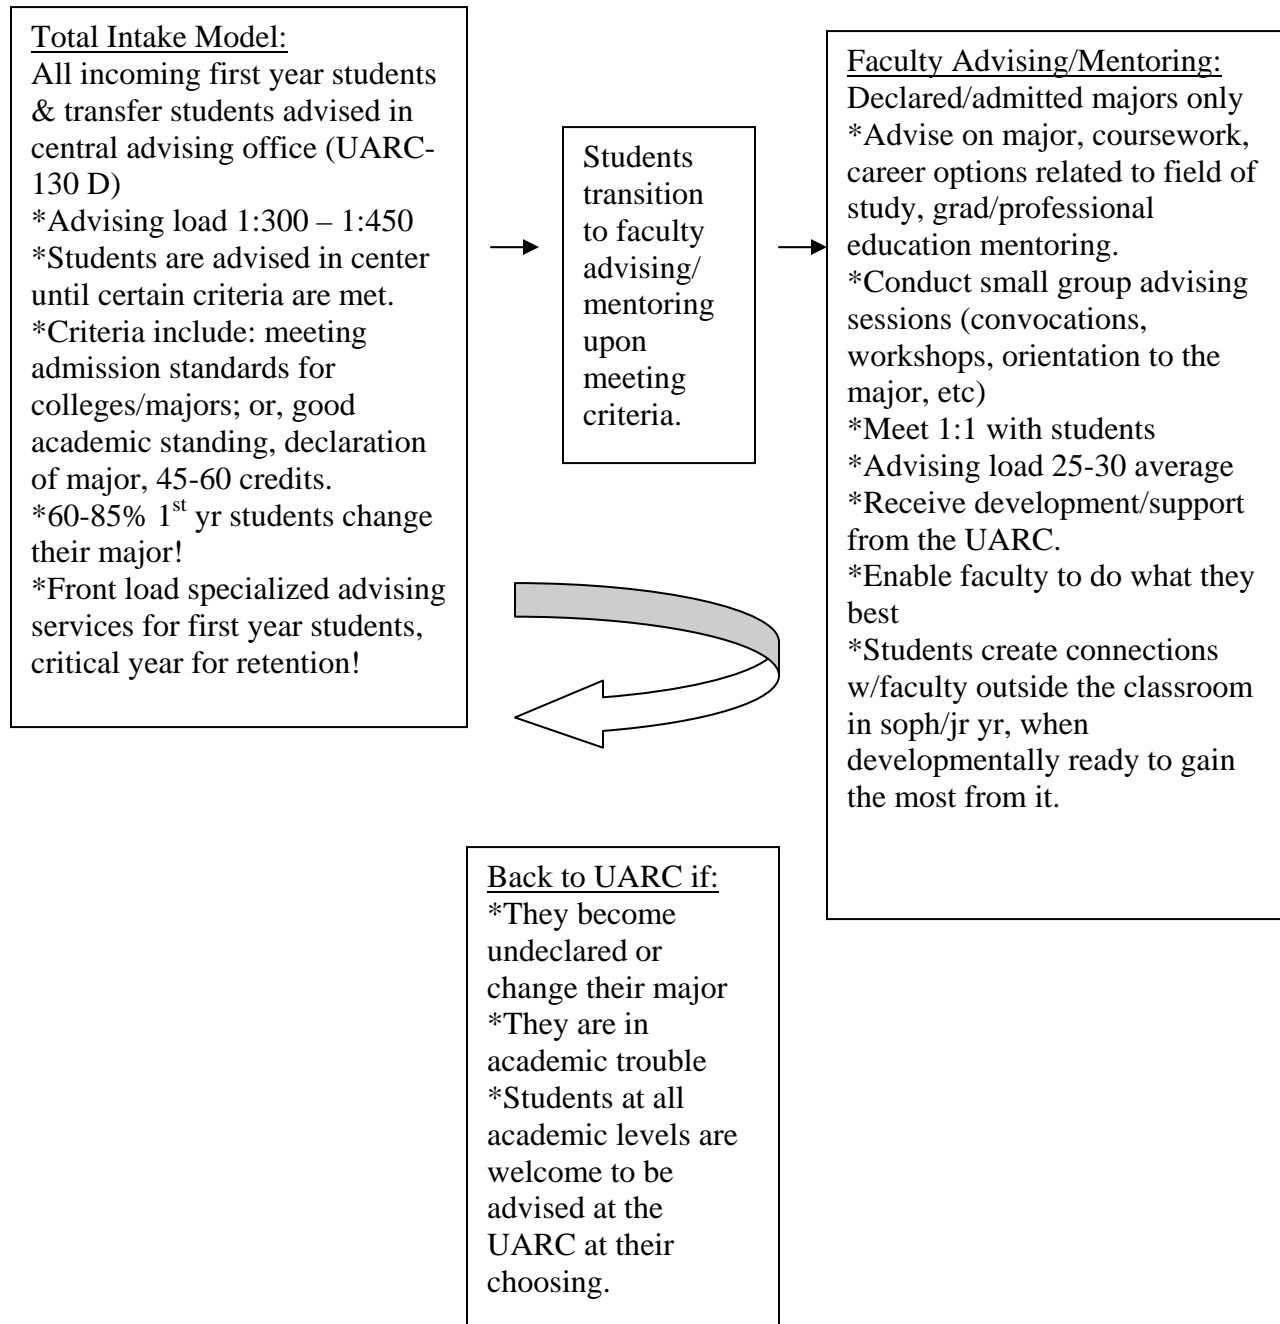 Total Intake Model:
All incoming first year students
& transfer students advised in
central advising office (UARC-
130 D)
*Advising load 1:300 – 1:450
*Students are advised in center
until certain criteria are met.
*Criteria include: meeting
admission standards for
colleges/majors; or, good
academic standing, declaration
of major, 45-60 credits.
*60-85% 1st yr students change
their major!
*Front load specialized advising
services for first year students,
critical year for retention!
Students
transition
to faculty
advising/
mentoring
upon
meeting
criteria.
Faculty Advising/Mentoring:
Declared/admitted majors only
*Advise on major, coursework,
career options related to field of
study, grad/professional
education mentoring.
*Conduct small group advising
sessions (convocations,
workshops, orientation to the
major, etc)
*Meet 1:1 with students
*Advising load 25-30 average
*Receive development/support
from the UARC.
*Enable faculty to do what they
best
*Students create connections
w/faculty outside the classroom
in soph/jr yr, when
developmentally ready to gain
the most from it.
Back to UARC if:
*They become
undeclared or
change their major
*They are in
academic trouble
*Students at all
academic levels are
welcome to be
advised at the
UARC at their
choosing.